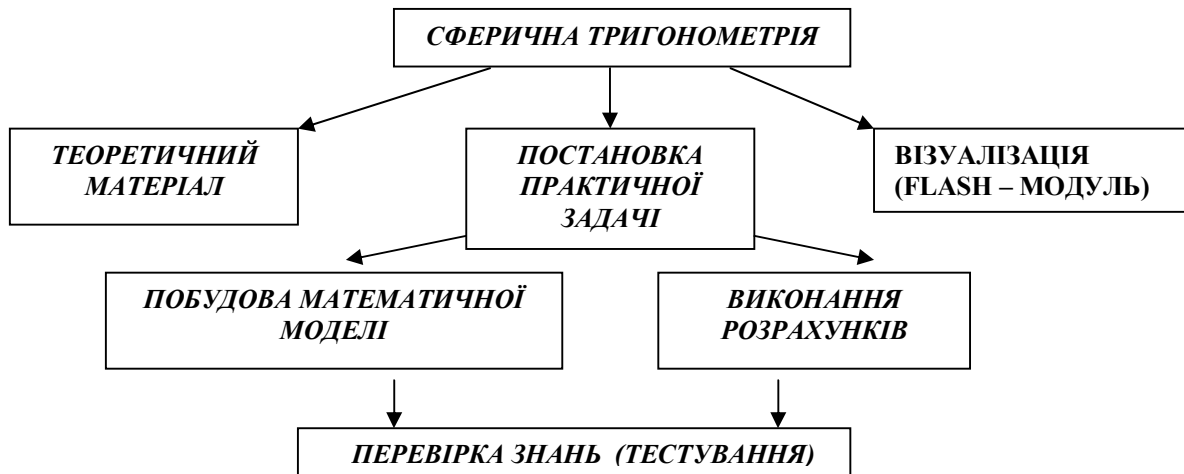 СФЕРИЧНА ТРИГОНОМЕТРІЯ
ТЕОРЕТИЧНИЙ
МАТЕРІАЛ
ПОСТАНОВКА
ПРАКТИЧНОЇ
ЗАДАЧІ
ВІЗУАЛІЗАЦІЯ
(FLASH – МОДУЛЬ)
ПОБУДОВА МАТЕМАТИЧНОЇ
МОДЕЛІ
ВИКОНАННЯ
РОЗРАХУНКІВ
ПЕРЕВІРКА ЗНАНЬ (ТЕСТУВАННЯ)